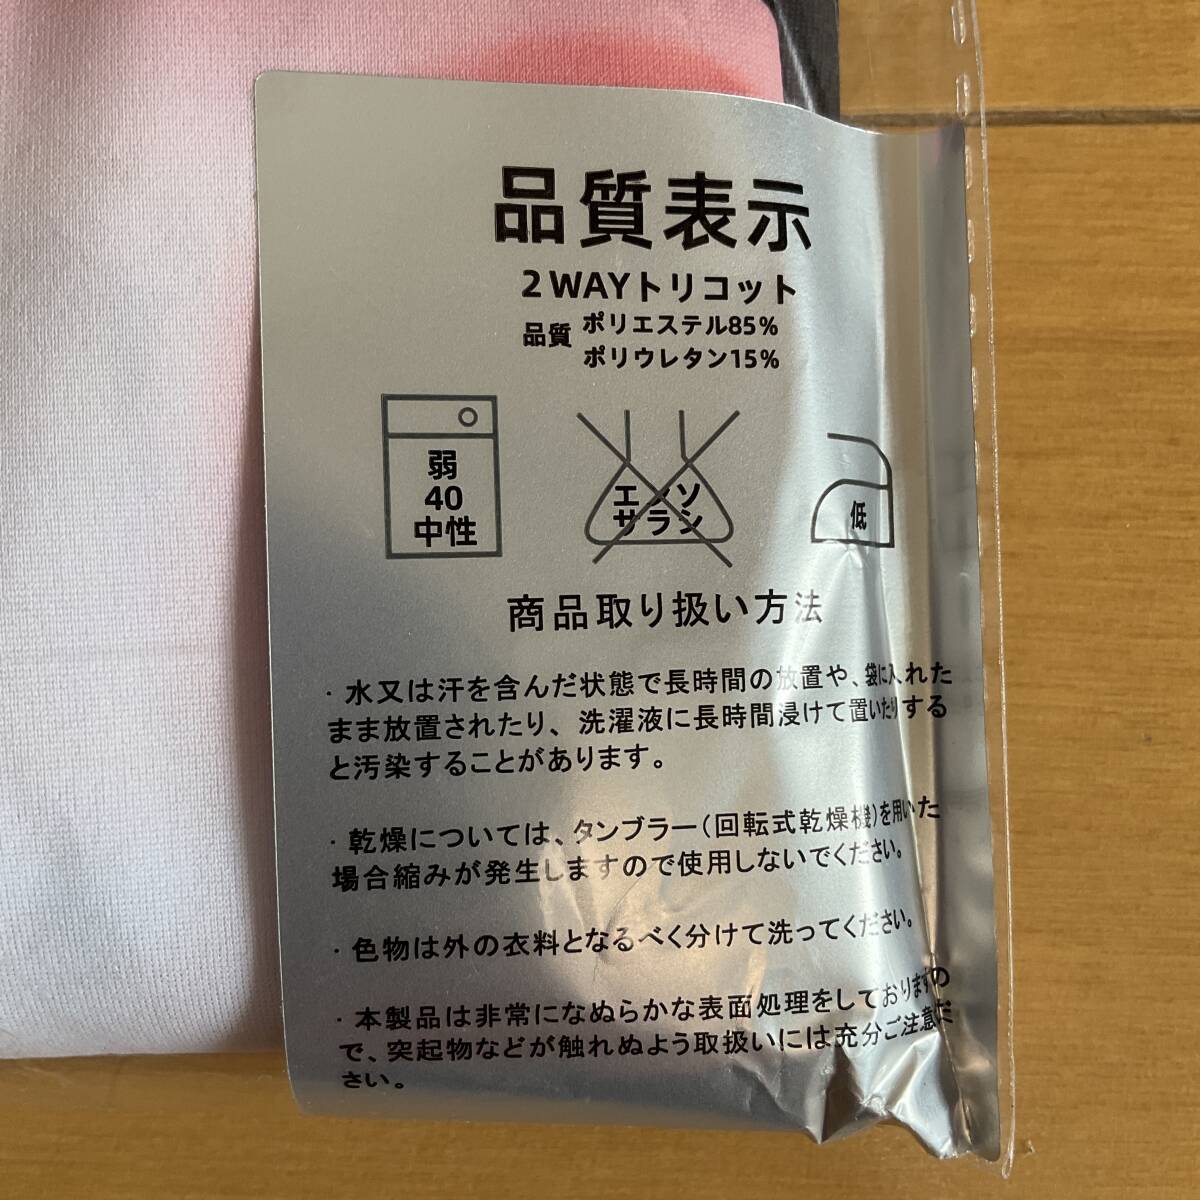 品質表示
2WAYトリコット
品質 ポリエステル85%
ポリウレタン15%
弱
40
中性
エンソ
サラシ
低
商品取り扱い方法
・水又は汗を含んだ状態で長時間の放置や、袋に入れた
まま放置されたり、洗濯液に長時間浸けて置いたりする
と汚染することがあります。
・乾燥については、タンブラー(回転式乾燥機)を用いた
場合縮みが発生しますので使用しないでください。
・色物は外の衣料となるべく分けて洗ってください。
・本製品は非常になぬらかな表面処理をしておりますの
で、突起物などが触れぬよう取扱いには充分ご注意くだ
さい。